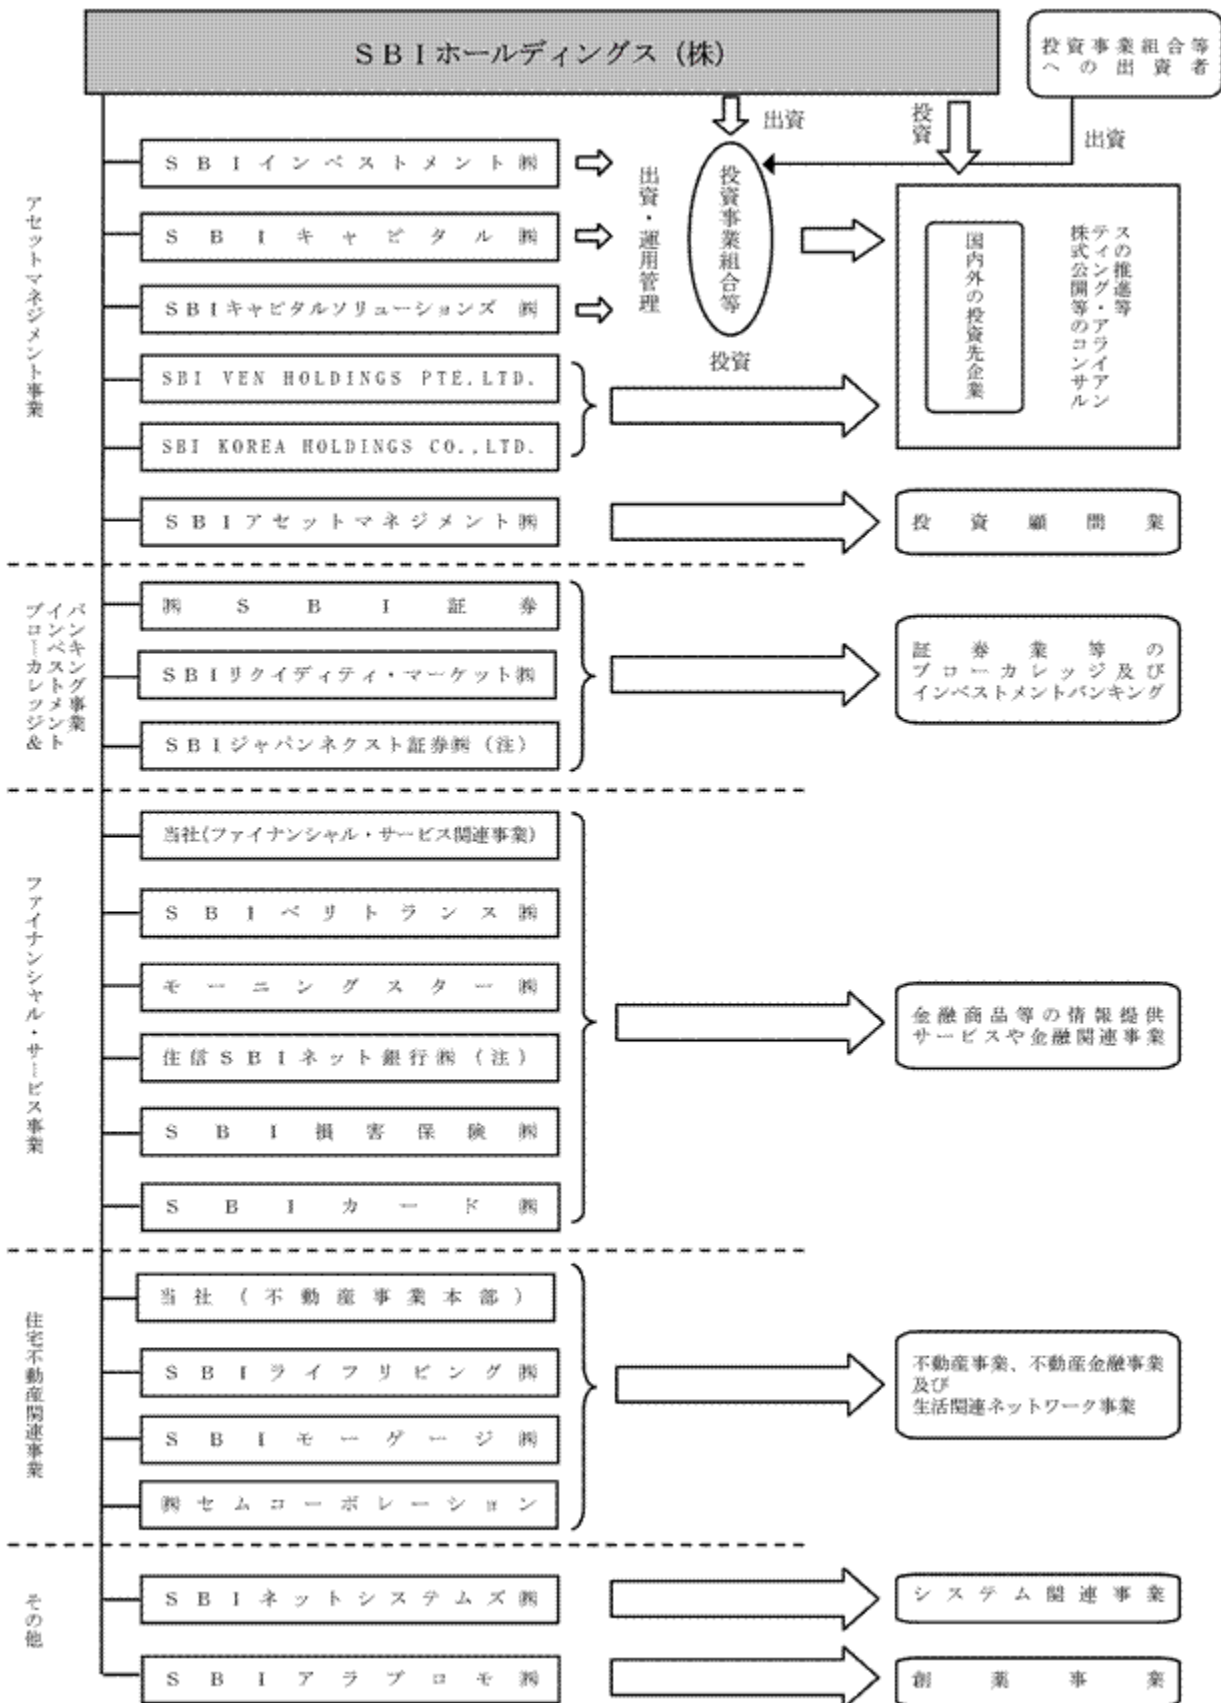 SBIホールディングス（株）
投資事業組合等
への出資者
出資
投資
出資
アセットマネジメント事業
SBIインベストメント㈱
SBIキャピタル㈱
SBIキャピタルソリューションズ ㈱
SBI VEN HOLDINGS PTE.LTD.
SBI KOREA HOLDINGS CO.,LTD.
SBIアセットマネジメント㈱
出資・運用管理
投資事業組合等
投資
国内外の投資先企業
株式公開等のコンサル
ティング・アライアン
スの推進等
投資顧問業
ブローカレッジ＆
インベストメント
バンキング事業
㈱SBI証券
SBIリクイディティ・マーケット㈱
SBIジャパンネクスト証券㈱（注）
証券業等の
ブローカレッジ及び
インベストメントバンキング
ファイナンシャル・サービス事業
当社(ファイナンシャル・サービス関連事業)
SBIベリトランス㈱
モーニングスター㈱
住信SBIネット銀行㈱（注）
SBI損害保険㈱
SBIカード㈱
金融商品等の情報提供
サービスや金融関連事業
住宅不動産関連事業
当社（不動産事業本部）
SBIライフリビング㈱
SBIモーゲージ㈱
㈱セムコーポレーション
不動産事業、不動産金融事業
及び
生活関連ネットワーク事業
その他
SBIネットシステムズ㈱
システム関連事業
SBIアラプロモ㈱
創薬事業